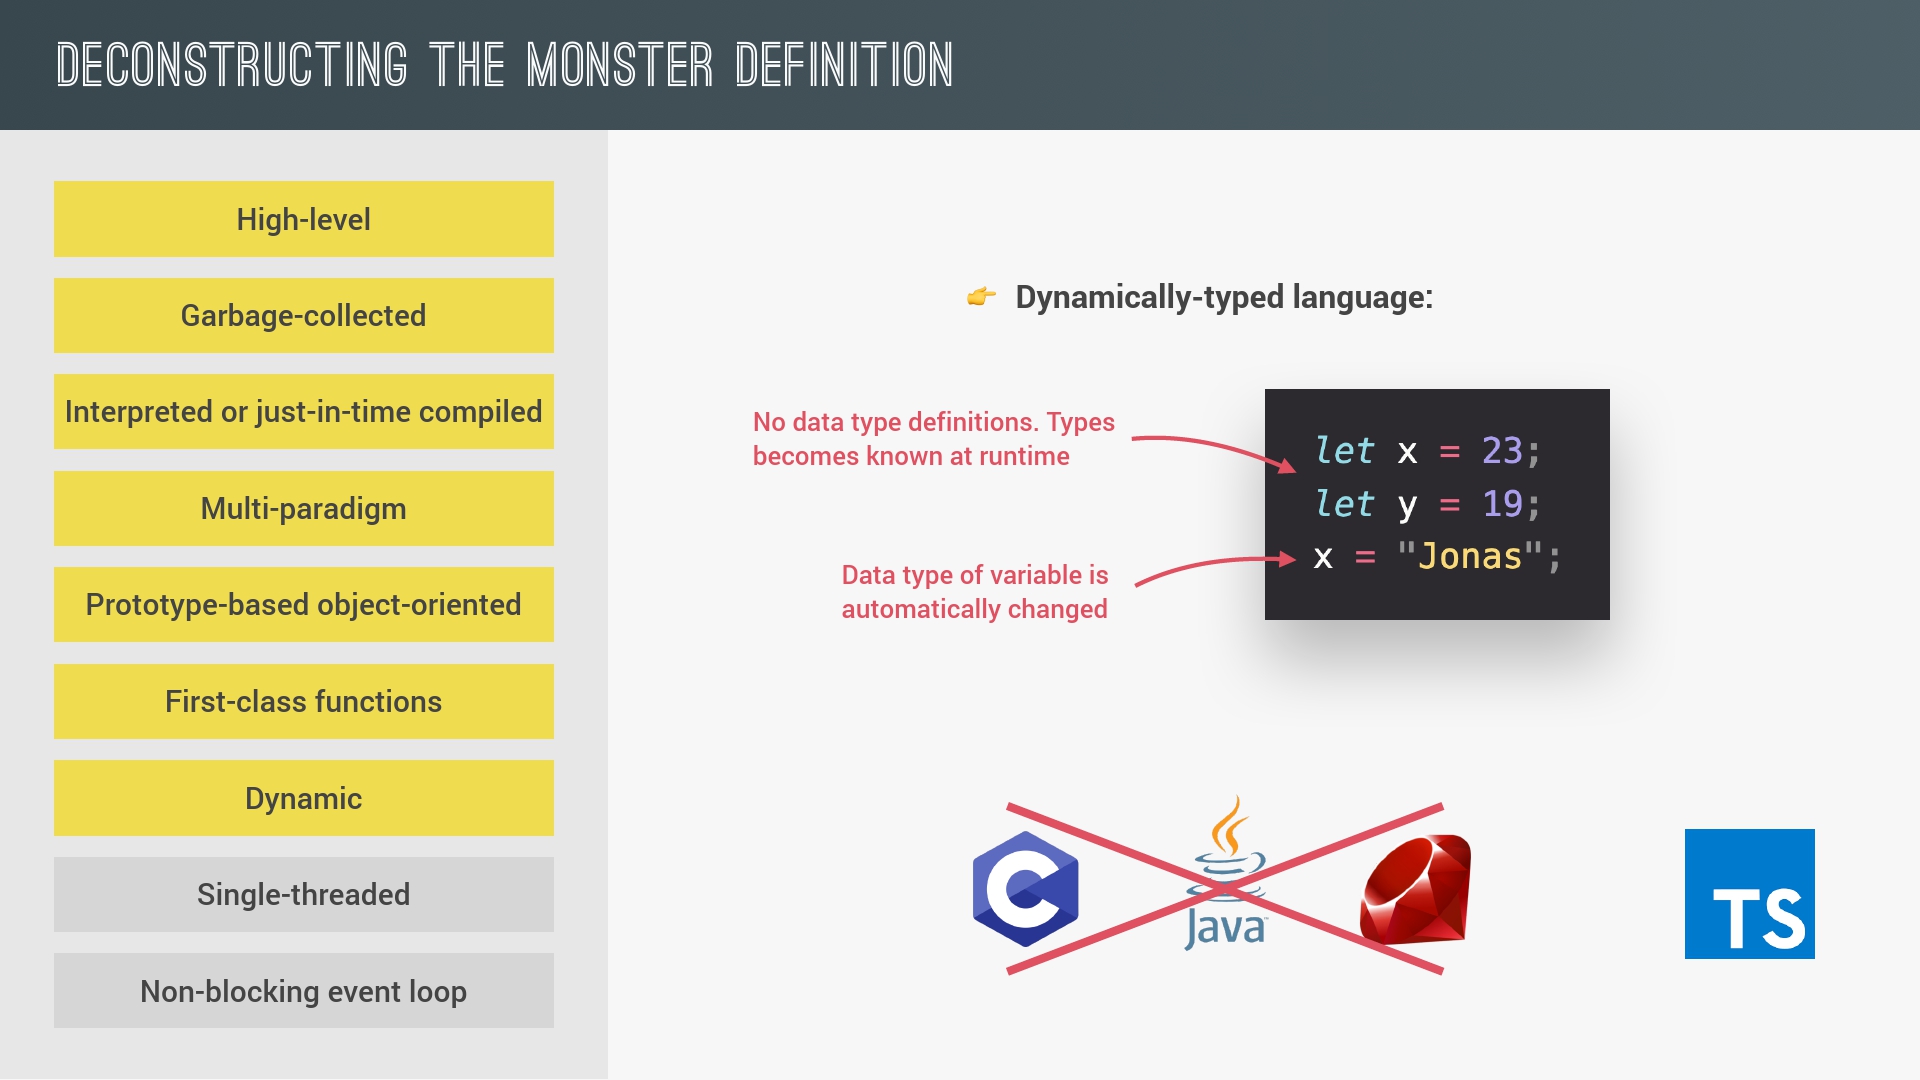 DECONSTRUCTING THE MONSTER DEFINITION
High-level
Garbage-collected
Interpreted or just-in-time compiled
Multi-paradigm
Prototype-based object-oriented
First-class functions
Dynamic
Single-threaded
Non-blocking event loop
👉 Dynamically-typed language:
No data type definitions. Types
becomes known at runtime
Data type of variable is
automatically changed
let x = 23;
let y = 19;
x = "Jonas";
C
Java™
TS